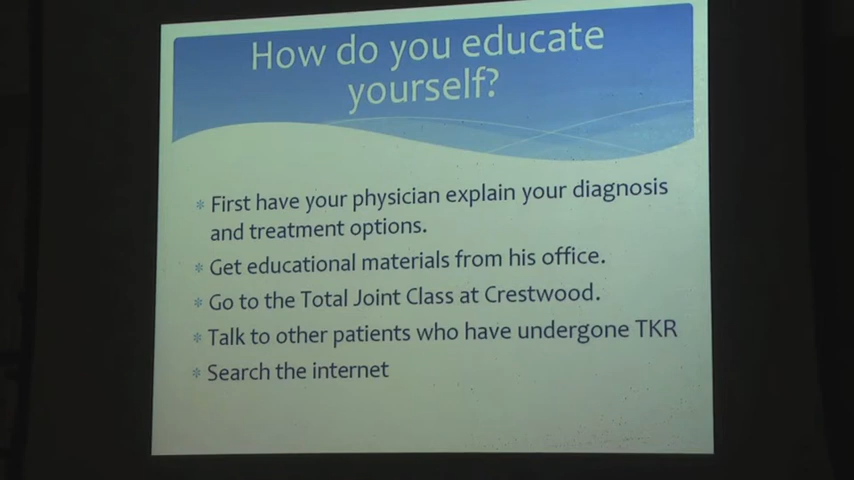 How do you educate
yourself?
* First have your physician explain your diagnosis
and treatment options.
* Get educational materials from his office.
* Go to the Total Joint Class at Crestwood.
* Talk to other patients who have undergone TKR
* Search the internet